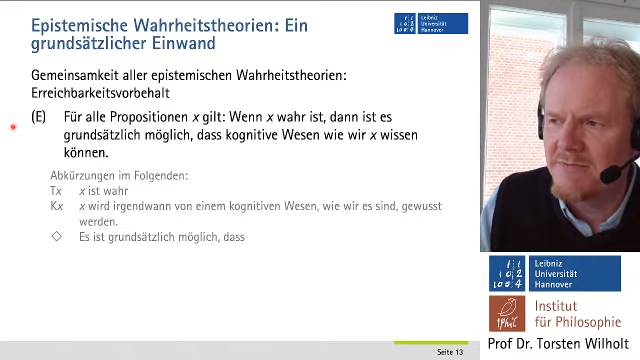 Epistemische Wahrheitstheorien: Ein
grundsätzlicher Einwand
Leibniz
Universität
Hannover
Gemeinsamkeit aller epistemischen Wahrheitstheorien:
Erreichbarkeitsvorbehalt
(E) Für alle Propositionen x gilt: Wenn x wahr ist, dann ist es
grundsätzlich möglich, dass kognitive Wesen wie wir x wissen
können.
Abkürzungen im Folgenden:
Tx x ist wahr
Kx x wird irgendwann von einem kognitiven Wesen, wie wir es sind, gewusst
werden.
◇ Es ist grundsätzlich möglich, dass
Seite 13
Leibniz
Universität
Hannover
Institut
für Philosophie
Prof Dr. Torsten Wilholt